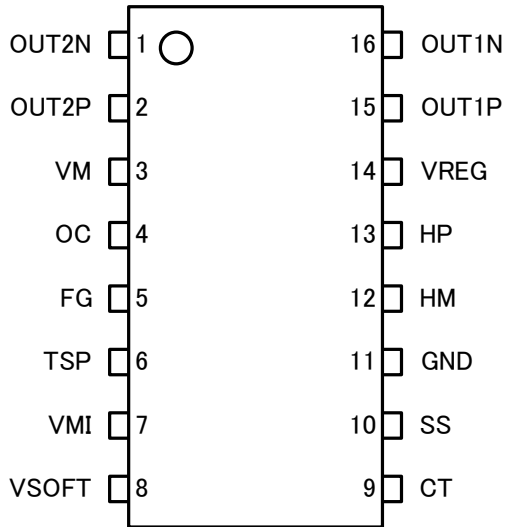 OUT2N 1 16 OUT1N
OUT2P 2 15 OUT1P
VM 3 14 VREG
OC 4 13 HP
FG 5 12 HM
TSP 6 11 GND
VMI 7 10 SS
VSOFT 8 9 CT